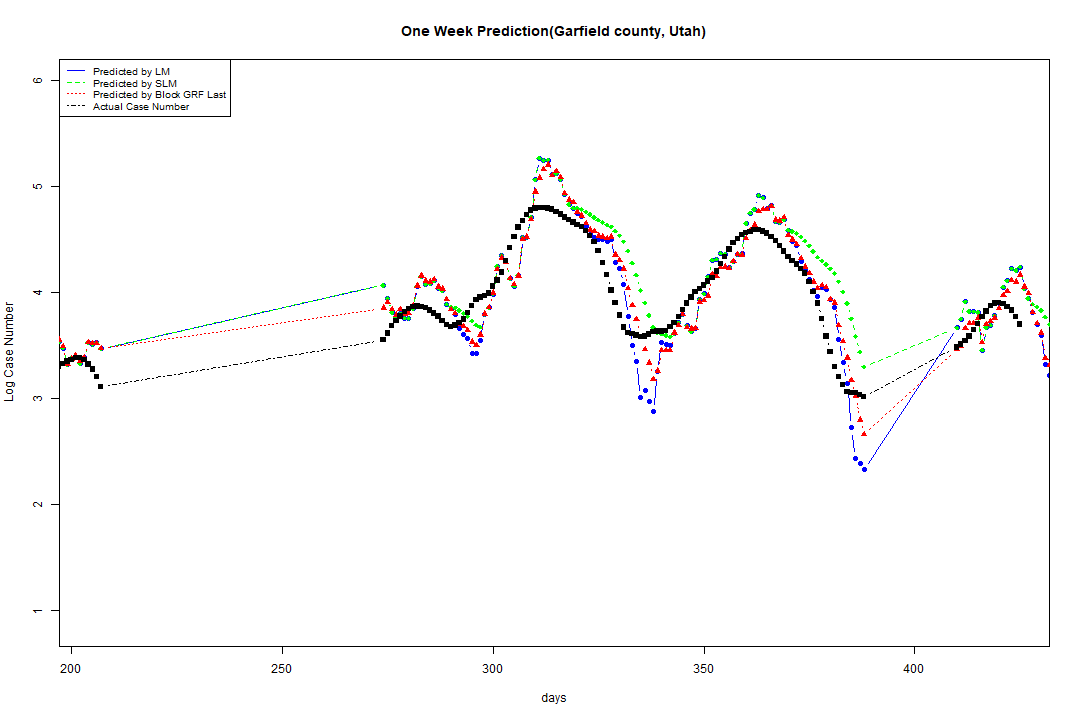 One Week Prediction(Garfield county, Utah)
Predicted by LM
Predicted by SLM
Predicted by Block GRF Last
Actual Case Number
Log Case Number
6
5
4
3
2
1
200 250 300 350 400
days